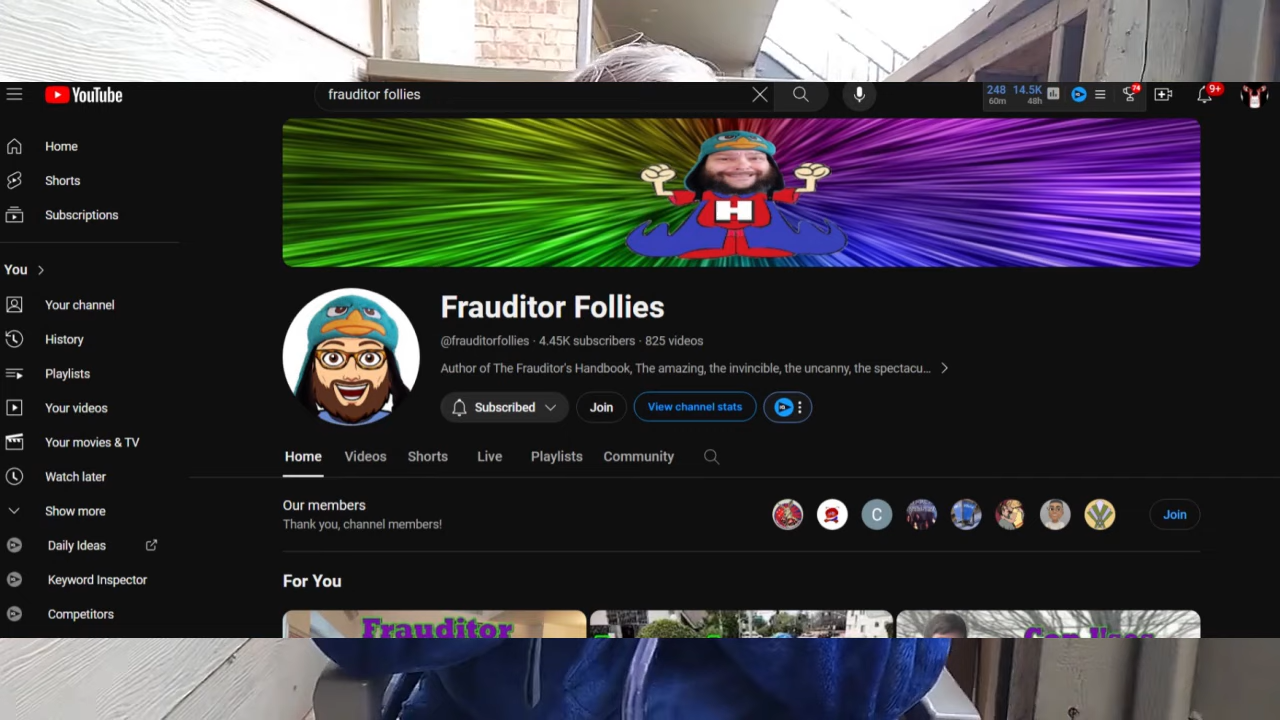 YouTube
frauditor follies
248 14.5K
60m 48h
74
9+
Home
Shorts
Subscriptions
You
Your channel
History
Playlists
Your videos
Your movies & TV
Watch later
Show more
Daily Ideas
Keyword Inspector
Competitors
H
Frauditor Follies
@frauditorfollies · 4.45K subscribers · 825 videos
Author of The Frauditor's Handbook, The amazing, the invincible, the uncanny, the spectacu...
Subscribed
Join
View channel stats
Home Videos Shorts Live Playlists Community
Our members
Thank you, channel members!
C
Join
For You
Frauditor
Cop Uses